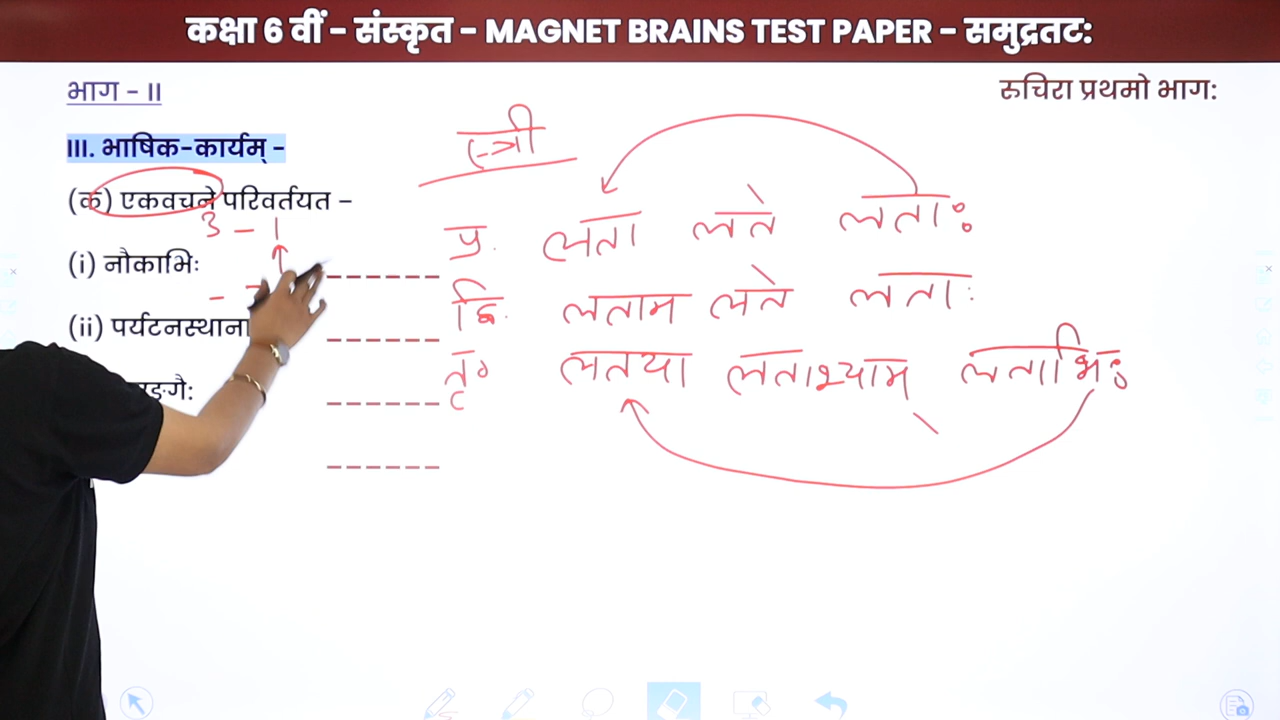 कक्षा 6 वीं - संस्कृत - MAGNET BRAINS TEST PAPER - समुद्रतट:
भाग - II
रुचिरा प्रथमो भाग:
III. भाषिक-कार्यम् -
स्त्री
(क) एकवचने परिवर्तयत -
3 - 1
प्र. लता लते लता:
(i) नौकाभिः ------
द्वि. लताम लते लता:
(ii) पर्यटनस्थाना ------
तृ० लतया लताभ्याम् लताभिः
ङ्गै: ------
------